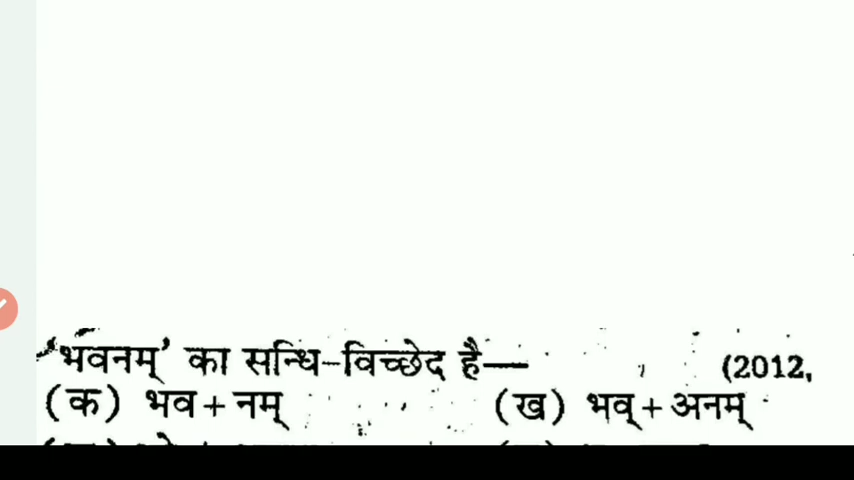 'भवनम्' का सन्धि-विच्छेद है— (2012,
(क) भव + नम् (ख) भव् + अनम्